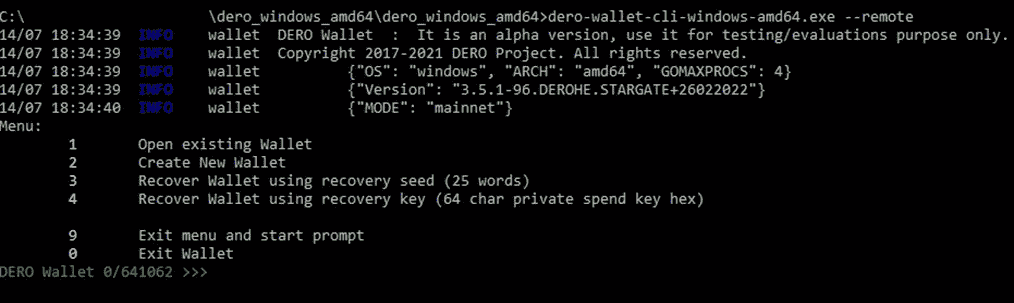 C:\ \dero_windows_amd64\dero_windows_amd64>dero-wallet-cli-windows-amd64.exe --remote
14/07 18:34:39 INFO wallet DERO Wallet : It is an alpha version, use it for testing/evaluations purpose only.
14/07 18:34:39 INFO wallet Copyright 2017-2021 DERO Project. All rights reserved.
14/07 18:34:39 INFO wallet {"OS": "windows", "ARCH": "amd64", "GOMAXPROCS": 4}
14/07 18:34:39 INFO wallet {"Version": "3.5.1-96.DEROHE.STARGATE+26022022"}
14/07 18:34:40 INFO wallet {"MODE": "mainnet"}
Menu:
1 Open existing Wallet
2 Create New Wallet
3 Recover Wallet using recovery seed (25 words)
4 Recover Wallet using recovery key (64 char private spend key hex)
9 Exit menu and start prompt
0 Exit Wallet
DERO Wallet 0/641062 >>>